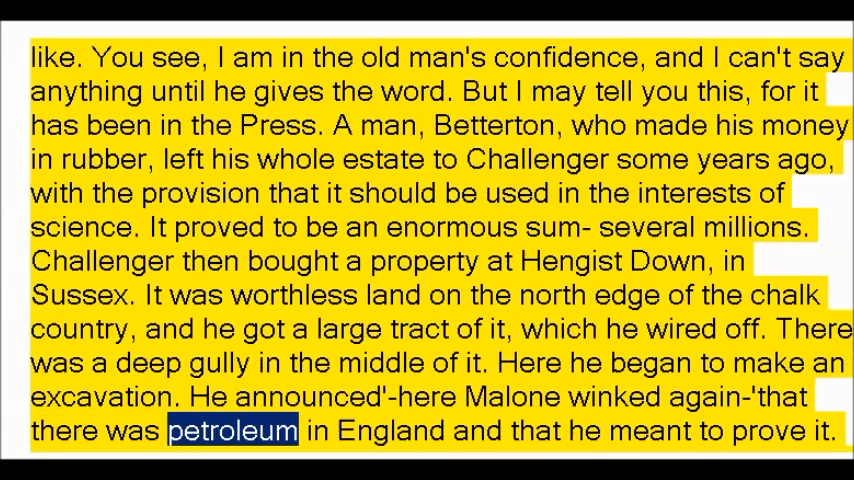 like. You see, I am in the old man's confidence, and I can't say
anything until he gives the word. But I may tell you this, for it
has been in the Press. A man, Betterton, who made his money
in rubber, left his whole estate to Challenger some years ago,
with the provision that it should be used in the interests of
science. It proved to be an enormous sum- several millions.
Challenger then bought a property at Hengist Down, in
Sussex. It was worthless land on the north edge of the chalk
country, and he got a large tract of it, which he wired off. There
was a deep gully in the middle of it. Here he began to make an
excavation. He announced'-here Malone winked again-'that
there was petroleum in England and that he meant to prove it.